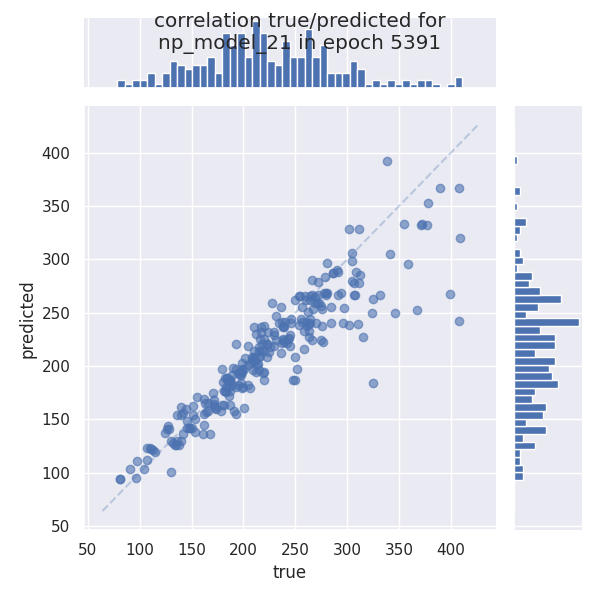 correlation true/predicted for
np_model_21 in epoch 5391
400
350
300
250
200
150
100
50
predicted
50 100 150 200 250 300 350 400
true